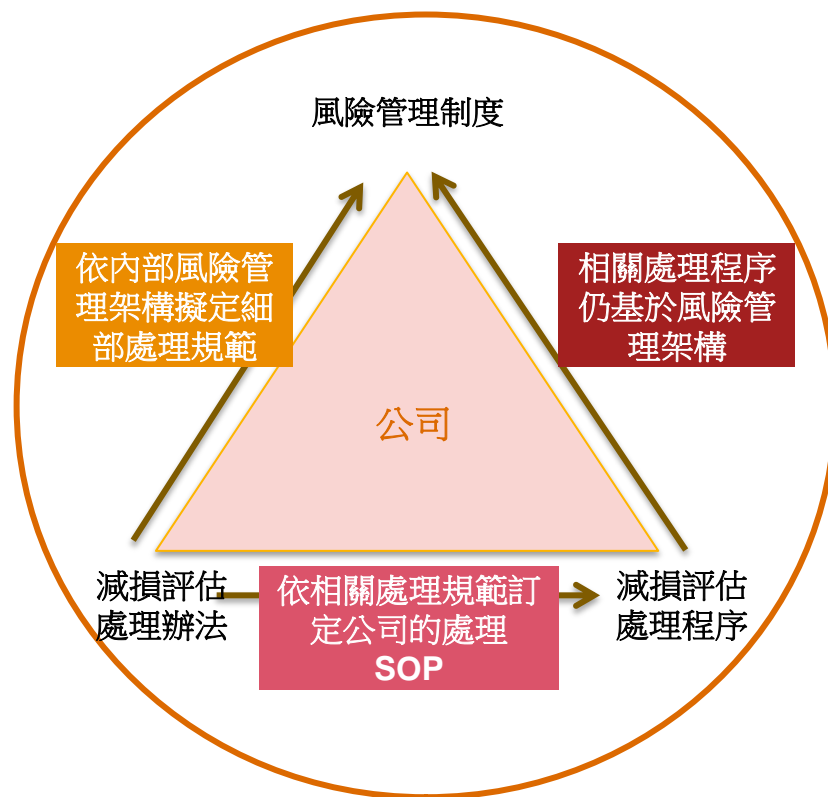 風險管理制度
依內部風險管
理架構擬定細
部處理規範
相關處理程序
仍基於風險管
理架構
公司
減損評估
處理辦法
依相關處理規範訂
定公司的處理
SOP
減損評估
處理程序